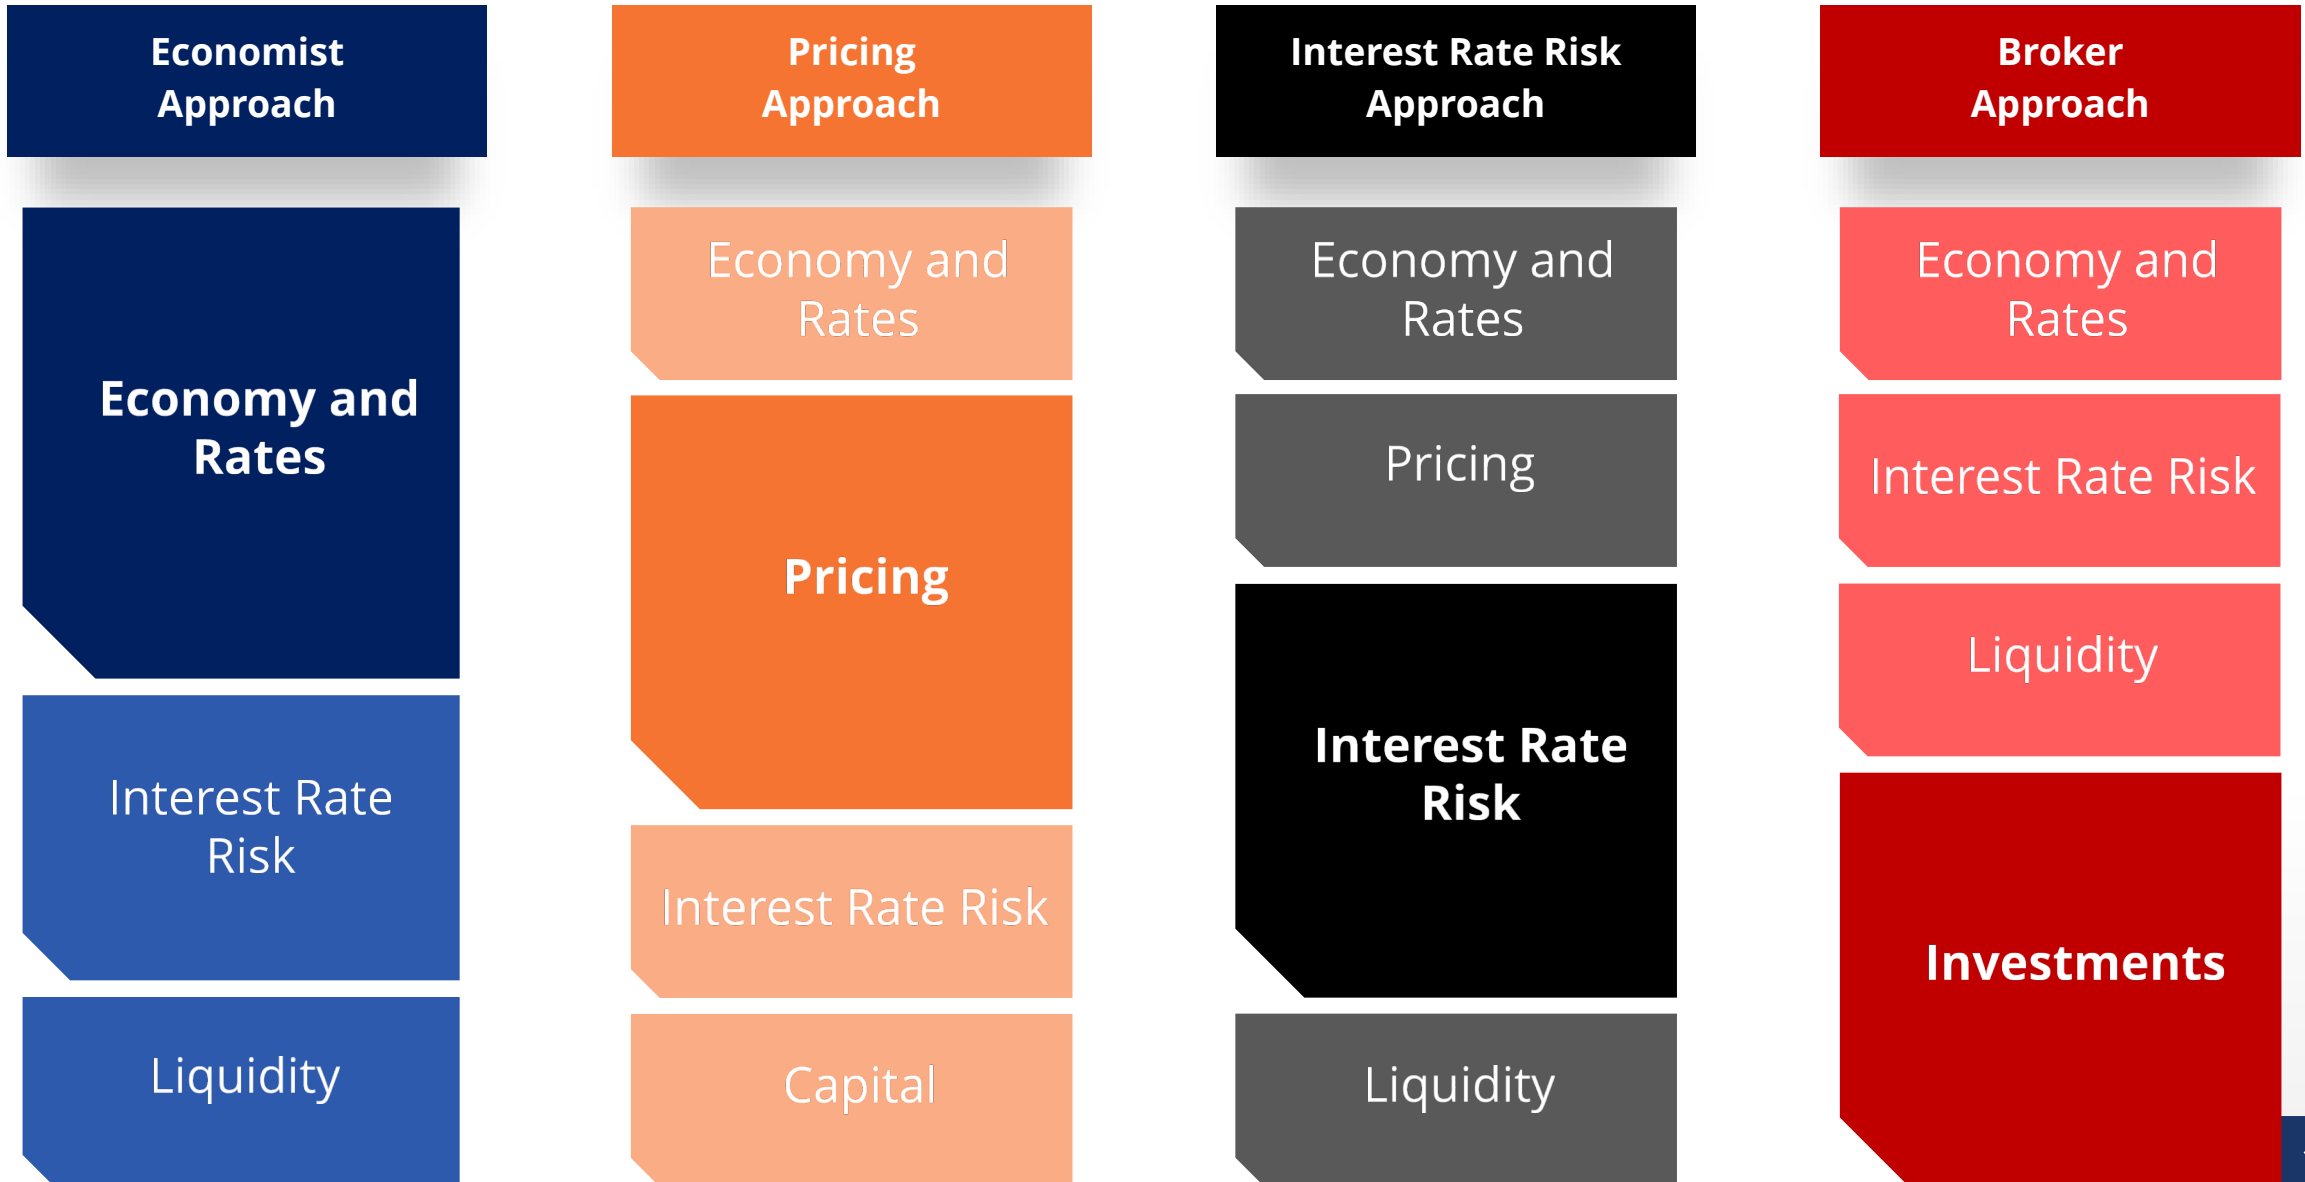 Economist
Approach
Economy and
Rates
Interest Rate
Risk
Liquidity
Pricing
Approach
Economy and
Rates
Pricing
Interest Rate Risk
Capital
Interest Rate Risk
Approach
Economy and
Rates
Pricing
Interest Rate
Risk
Liquidity
Broker
Approach
Economy and
Rates
Interest Rate Risk
Liquidity
Investments